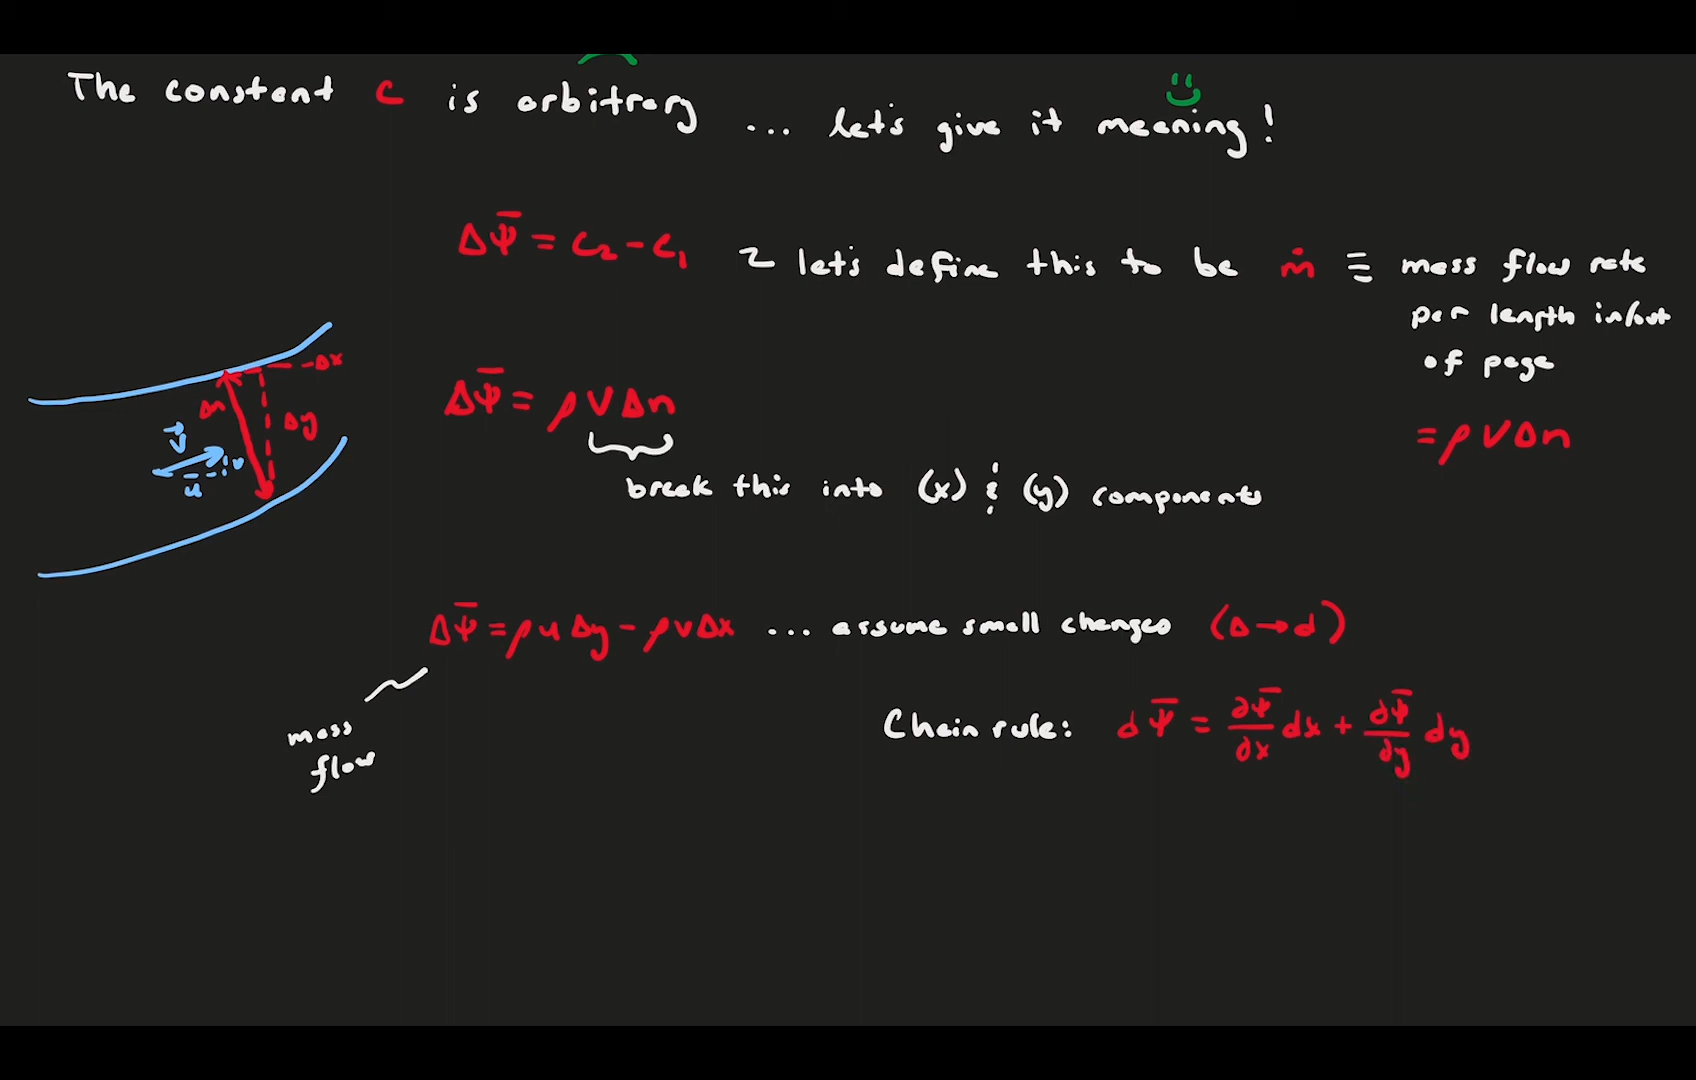 The constant c is arbitrary ... let's give it meaning!
ΔΨ̅ = c₂ - c₁ ~ let's define this to be ṁ ≡ mass flow rate
per length in/out
of page
= ρVΔn
ΔΨ̅ = ρVΔn
break this into (x) & (y) components
-Δx
Δn
Δy
V⃗
v
u
ΔΨ̅ = ρuΔy - ρvΔx ... assume small changes (Δ→d)
mass
flow
Chain rule: dΨ̅ = ∂Ψ̅/∂x dx + ∂Ψ̅/∂y dy